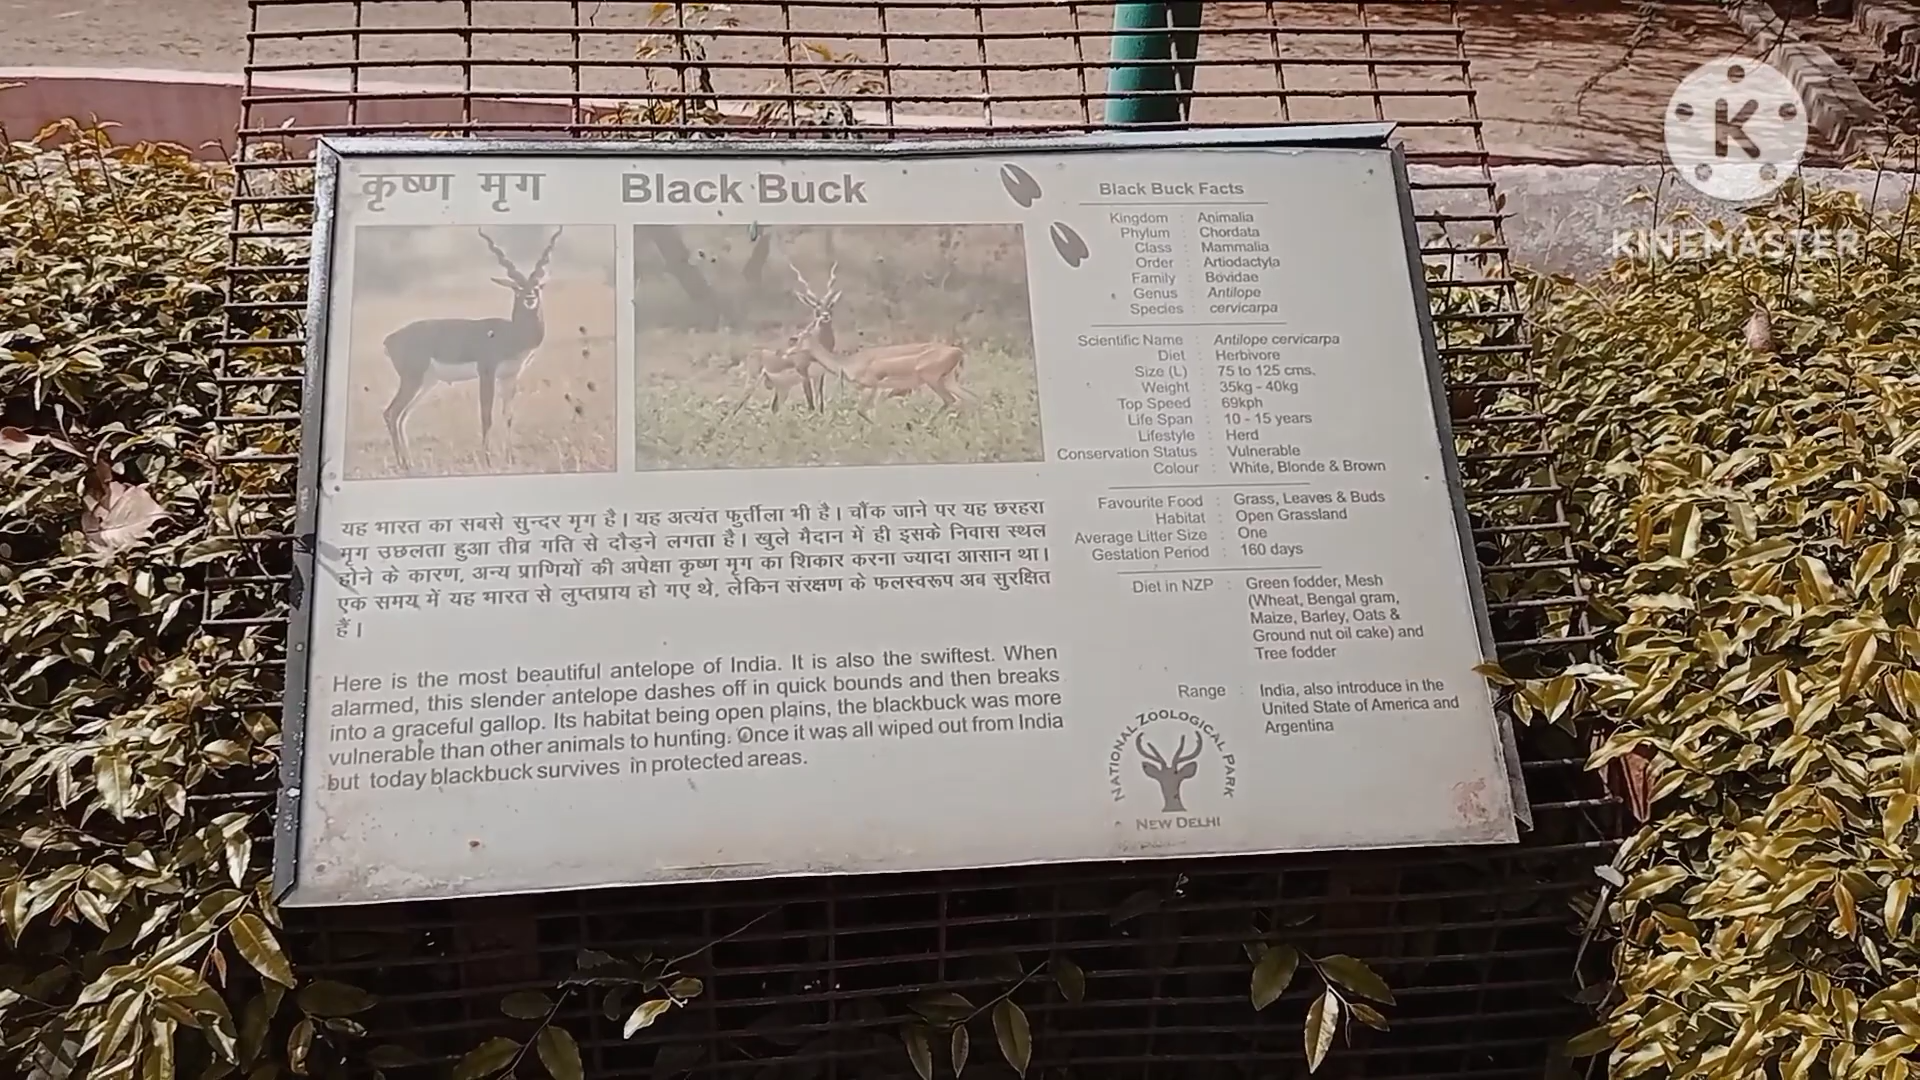 कृष्ण मृग
Black Buck
यह भारत का सबसे सुन्दर मृग है। यह अत्यंत फुर्तीला भी है। चौंक जाने पर यह छरहरा
मृग उछलता हुआ तीव्र गति से दौड़ने लगता है। खुले मैदान में ही इसके निवास स्थल
होने के कारण, अन्य प्राणियों की अपेक्षा कृष्ण मृग का शिकार करना ज्यादा आसान था।
एक समय में यह भारत से लुप्तप्राय हो गए थे, लेकिन संरक्षण के फलस्वरूप अब सुरक्षित
हैं।
Here is the most beautiful antelope of India. It is also the swiftest. When
alarmed, this slender antelope dashes off in quick bounds and then breaks
into a graceful gallop. Its habitat being open plains, the blackbuck was more
vulnerable than other animals to hunting. Once it was all wiped out from India
but today blackbuck survives in protected areas.
Black Buck Facts
Kingdom : Animalia
Phylum : Chordata
Class : Mammalia
Order : Artiodactyla
Family : Bovidae
Genus : Antilope
Species : cervicarpa
Scientific Name : Antilope cervicarpa
Diet : Herbivore
Size (L) : 75 to 125 cms.
Weight : 35kg - 40kg
Top Speed : 69kph
Life Span : 10 - 15 years
Lifestyle : Herd
Conservation Status : Vulnerable
Colour : White, Blonde & Brown
Favourite Food : Grass, Leaves & Buds
Habitat : Open Grassland
Average Litter Size : One
Gestation Period : 160 days
Diet in NZP : Green fodder, Mesh
(Wheat, Bengal gram,
Maize, Barley, Oats &
Ground nut oil cake) and
Tree fodder
Range : India, also introduce in the
United State of America and
Argentina
NATIONAL ZOOLOGICAL PARK
NEW DELHI
K
KINEMASTER